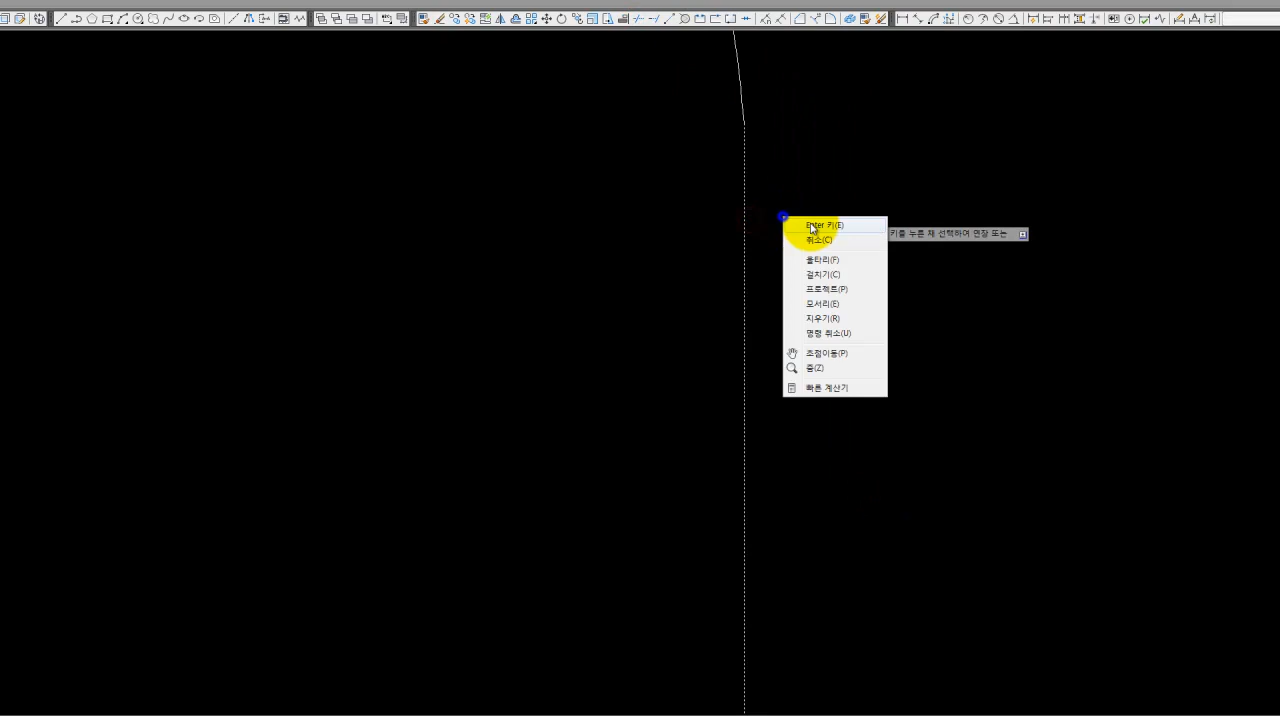 Enter 키(E)
키를 누른 채 선택하여 연장 또는
취소(C)
울타리(F)
걸치기(C)
프로젝트(P)
모서리(E)
지우기(R)
명령 취소(U)
초점이동(P)
줌(Z)
빠른 계산기